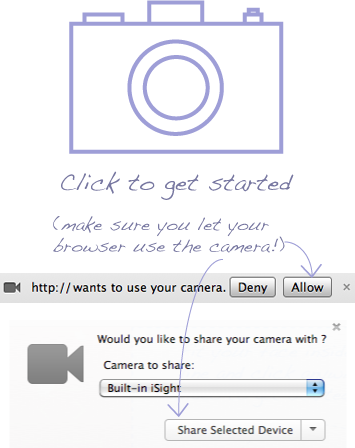 Click to get started
(make sure you let your
browser use the camera!)
http:// wants to use your camera. Deny Allow ×
×
Would you like to share your camera with ?
Camera to share:
Built-in iSight
Share Selected Device